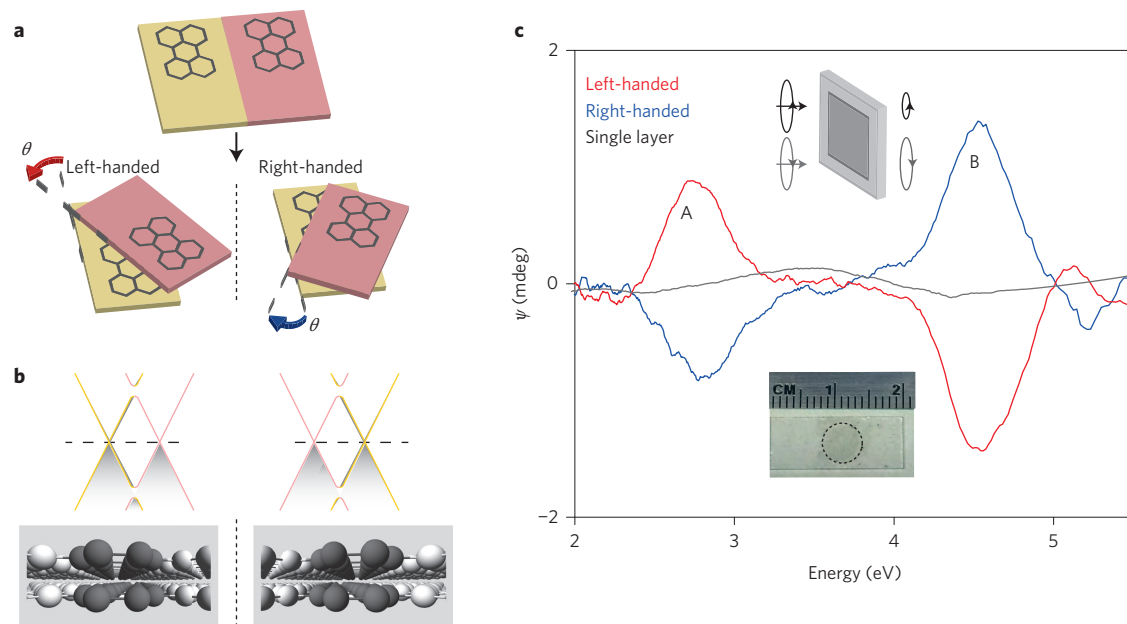 a
θ
Left-handed
Right-handed
θ
b
c
2
0
−2
ψ (mdeg)
Left-handed
Right-handed
Single layer
A
B
CM 1 2
2 3 4 5
Energy (eV)